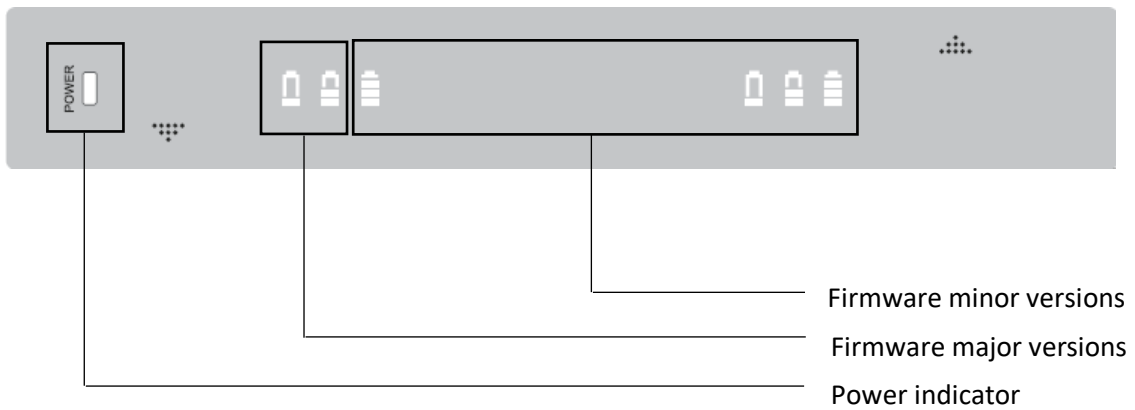 POWER
Firmware minor versions
Firmware major versions
Power indicator